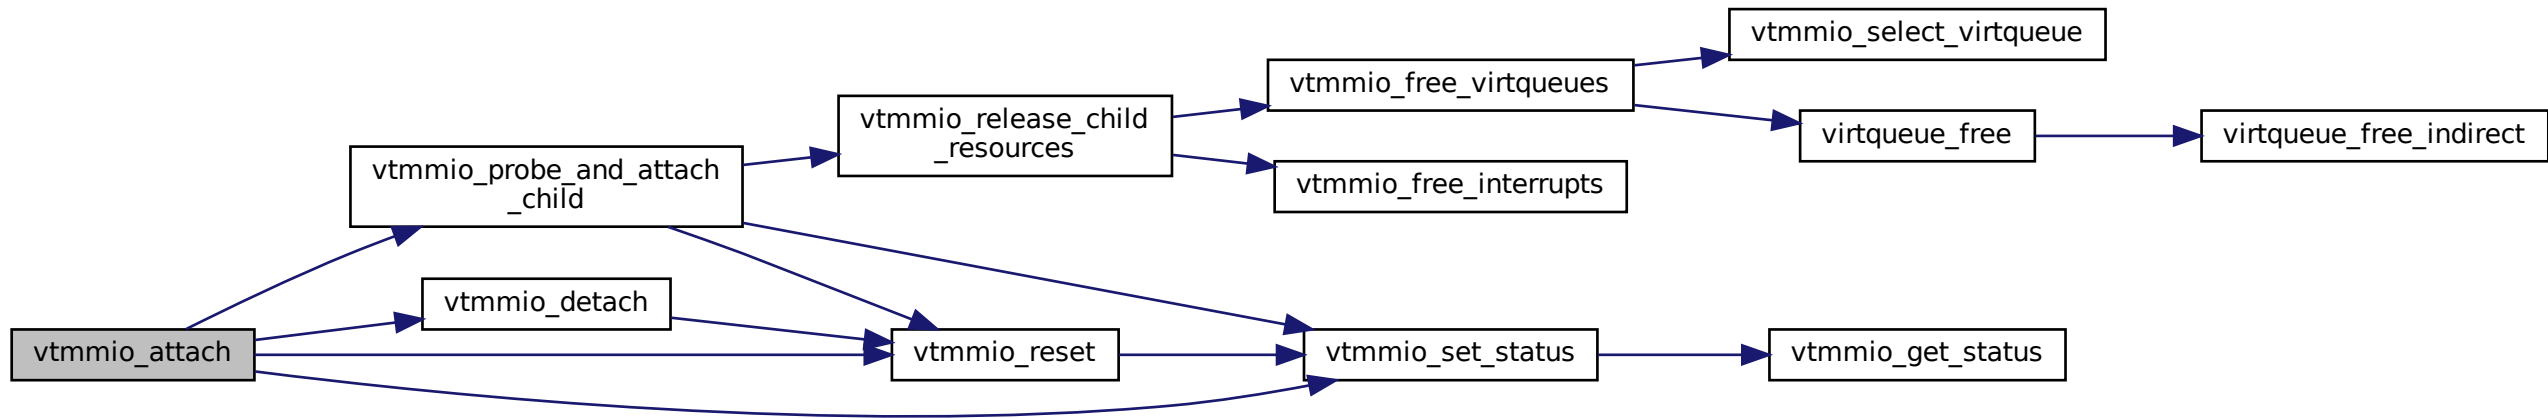 vtmmio_select_virtqueue
vtmmio_free_virtqueues
vtmmio_release_child
_resources
virtqueue_free
virtqueue_free_indirect
vtmmio_probe_and_attach
_child
vtmmio_free_interrupts
vtmmio_detach
vtmmio_attach
vtmmio_reset
vtmmio_set_status
vtmmio_get_status